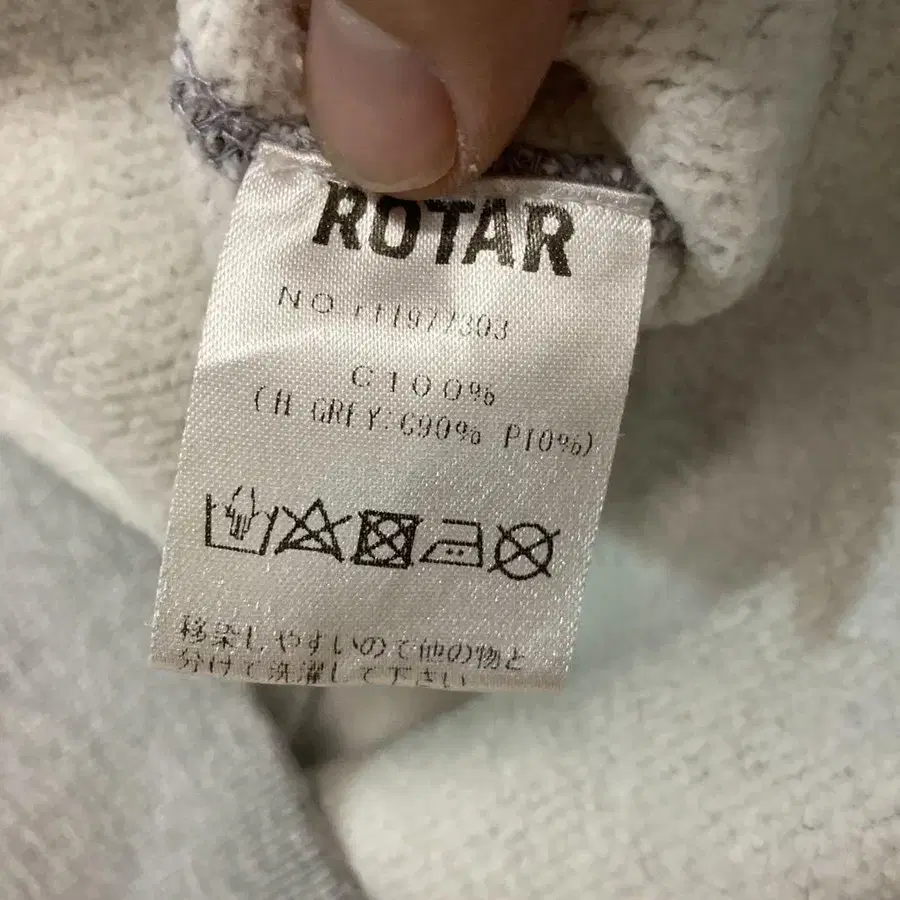 ROTAR
NO.111977303
C100%
(H GREY:C90% P10%)
移染しやすいので他の物と
分けて洗濯して下さい